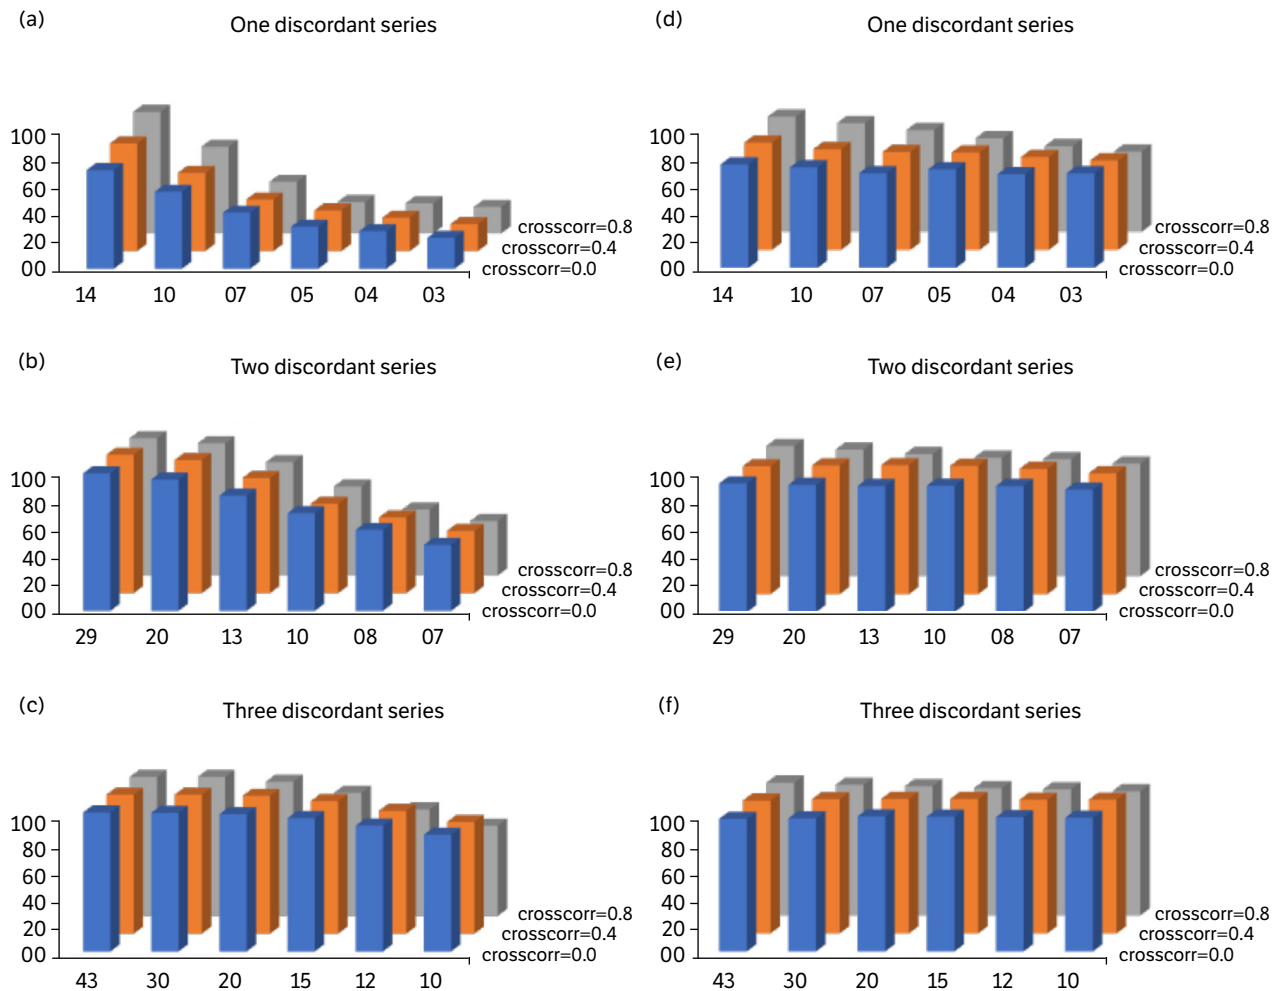 (a)
One discordant series
100
80
60
40
20
00
crosscorr=0.8
crosscorr=0.4
crosscorr=0.0
14 10 07 05 04 03
(d)
One discordant series
100
80
60
40
20
00
crosscorr=0.8
crosscorr=0.4
crosscorr=0.0
14 10 07 05 04 03
(b)
Two discordant series
100
80
60
40
20
00
crosscorr=0.8
crosscorr=0.4
crosscorr=0.0
29 20 13 10 08 07
(e)
Two discordant series
100
80
60
40
20
00
crosscorr=0.8
crosscorr=0.4
crosscorr=0.0
29 20 13 10 08 07
(c)
Three discordant series
100
80
60
40
20
00
crosscorr=0.8
crosscorr=0.4
crosscorr=0.0
43 30 20 15 12 10
(f)
Three discordant series
100
80
60
40
20
00
crosscorr=0.8
crosscorr=0.4
crosscorr=0.0
43 30 20 15 12 10